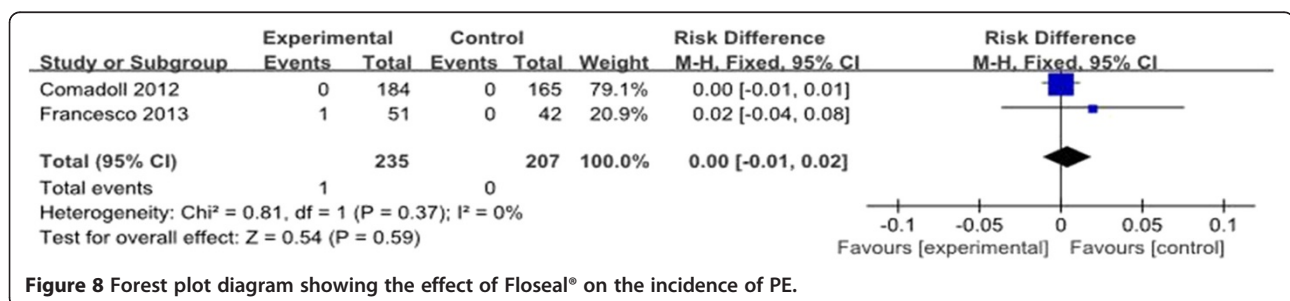 Experimental Control Risk Difference Risk Difference
Study or Subgroup Events Total Events Total Weight M-H, Fixed, 95% CI M-H, Fixed, 95% CI
Comadoll 2012 0 184 0 165 79.1% 0.00 [-0.01, 0.01]
Francesco 2013 1 51 0 42 20.9% 0.02 [-0.04, 0.08]
Total (95% CI) 235 207 100.0% 0.00 [-0.01, 0.02]
Total events 1 0
Heterogeneity: Chi² = 0.81, df = 1 (P = 0.37); I² = 0%
Test for overall effect: Z = 0.54 (P = 0.59)
-0.1 -0.05 0 0.05 0.1
Favours [experimental] Favours [control]
Figure 8 Forest plot diagram showing the effect of Floseal® on the incidence of PE.